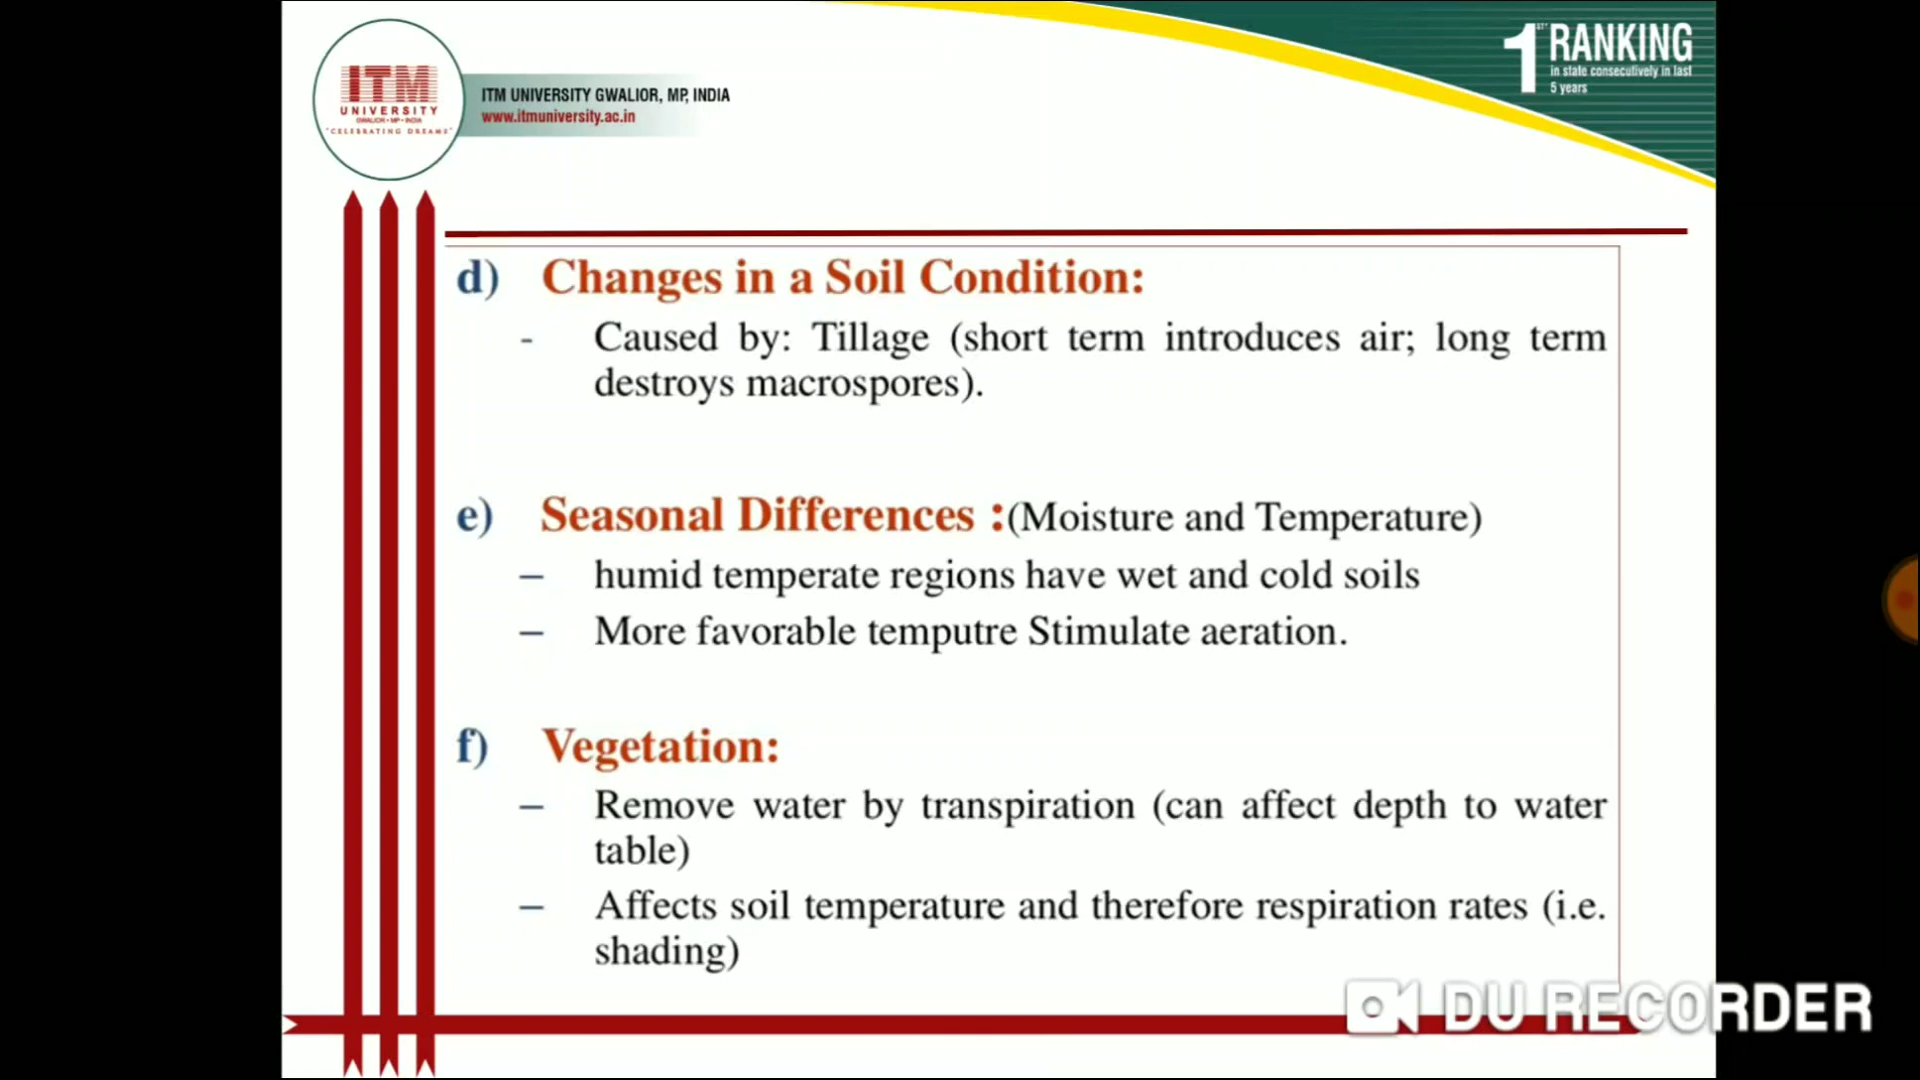 ITM
UNIVERSITY
GWALIOR • MP • INDIA
"CELEBRATING DREAMS"
ITM UNIVERSITY GWALIOR, MP, INDIA
www.itmuniversity.ac.in
1ST RANKING
in state consecutively in last
5 years
d) Changes in a Soil Condition:
- Caused by: Tillage (short term introduces air; long term
destroys macrospores).
e) Seasonal Differences :(Moisture and Temperature)
– humid temperate regions have wet and cold soils
– More favorable temputre Stimulate aeration.
f) Vegetation:
– Remove water by transpiration (can affect depth to water
table)
– Affects soil temperature and therefore respiration rates (i.e.
shading)
DU RECORDER